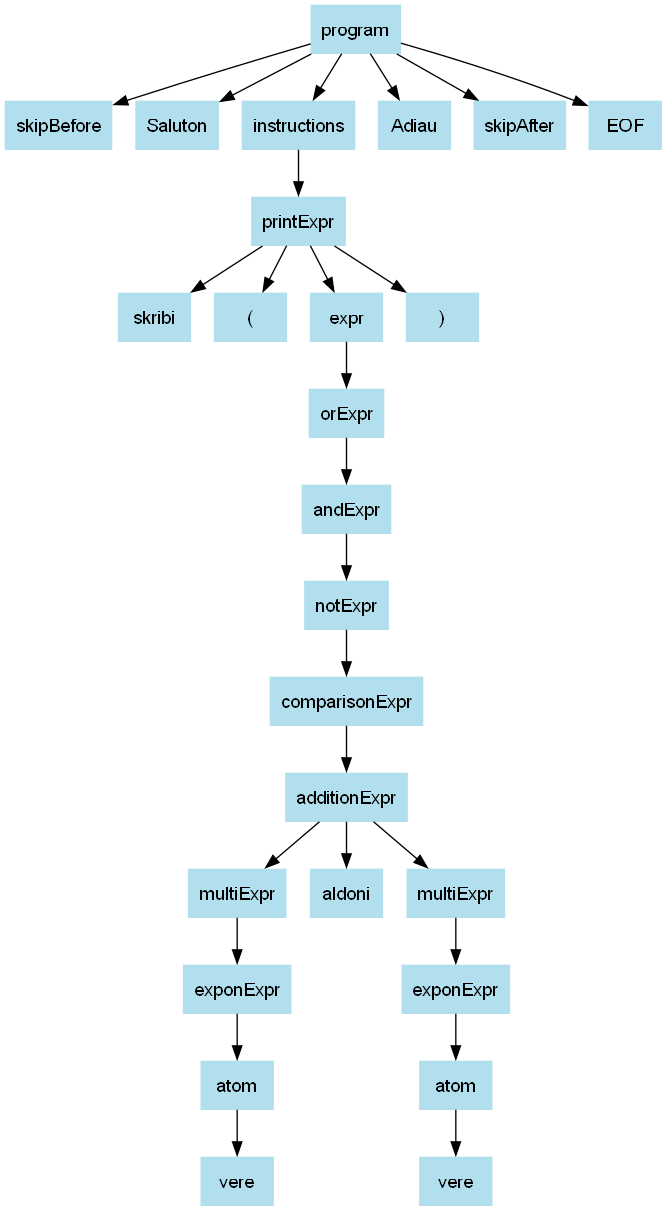 program
skipBefore Saluton instructions Adiau skipAfter EOF
printExpr
skribi ( expr )
orExpr
andExpr
notExpr
comparisonExpr
additionExpr
multiExpr aldoni multiExpr
exponExpr exponExpr
atom atom
vere vere